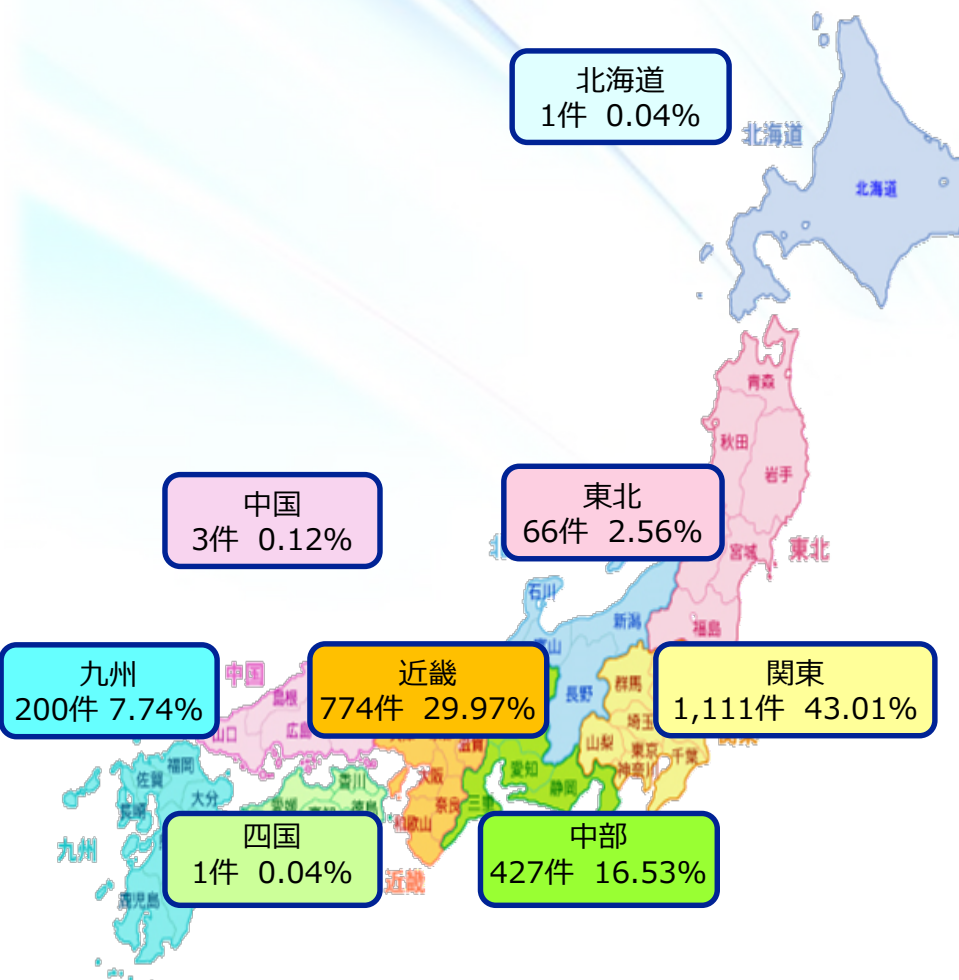 北海道
1件 0.04%
北海道
北海道
青森
秋田
岩手
中国
3件 0.12%
東北
66件 2.56%
宮城
東北
石川
新潟
福島
山
九州
200件 7.74%
中国
近畿
774件 29.97%
長野
群馬
関東
1,111件 43.01%
島根
広島
山口
滋賀
埼玉
山梨
東京
千葉
神奈川
福岡
佐賀
大分
長崎
香川
大阪
奈良
三重
愛知
静岡
和歌山
四国
1件 0.04%
中部
427件 16.53%
九州
近畿
鹿児島